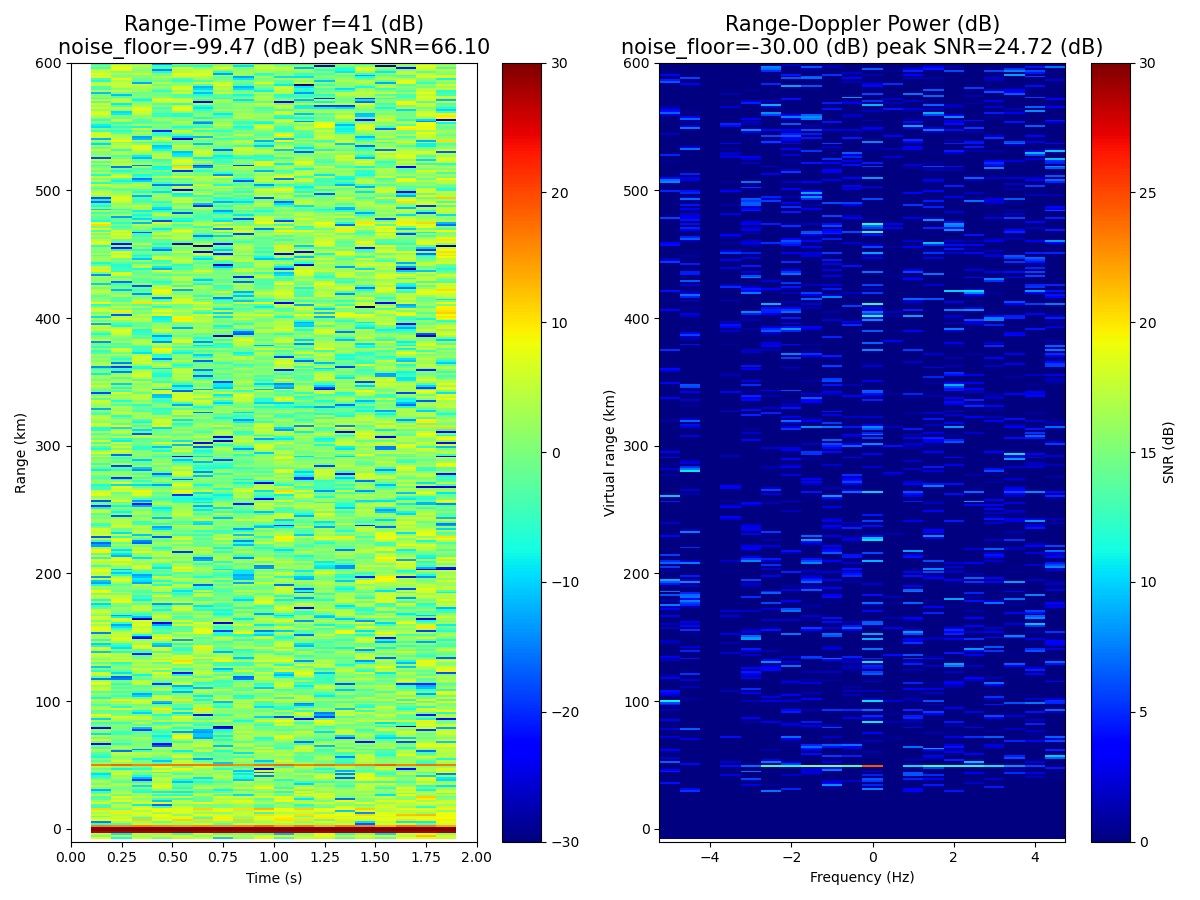 Range-Time Power f=41 (dB)
noise_floor=-99.47 (dB) peak SNR=66.10
Range (km)
600
500
400
300
200
100
0
0.00 0.25 0.50 0.75 1.00 1.25 1.50 1.75 2.00
Time (s)
30
20
10
0
−10
−20
−30
Range-Doppler Power (dB)
noise_floor=-30.00 (dB) peak SNR=24.72 (dB)
Virtual range (km)
600
500
400
300
200
100
0
−4 −2 0 2 4
Frequency (Hz)
30
25
20
15
10
5
0
SNR (dB)